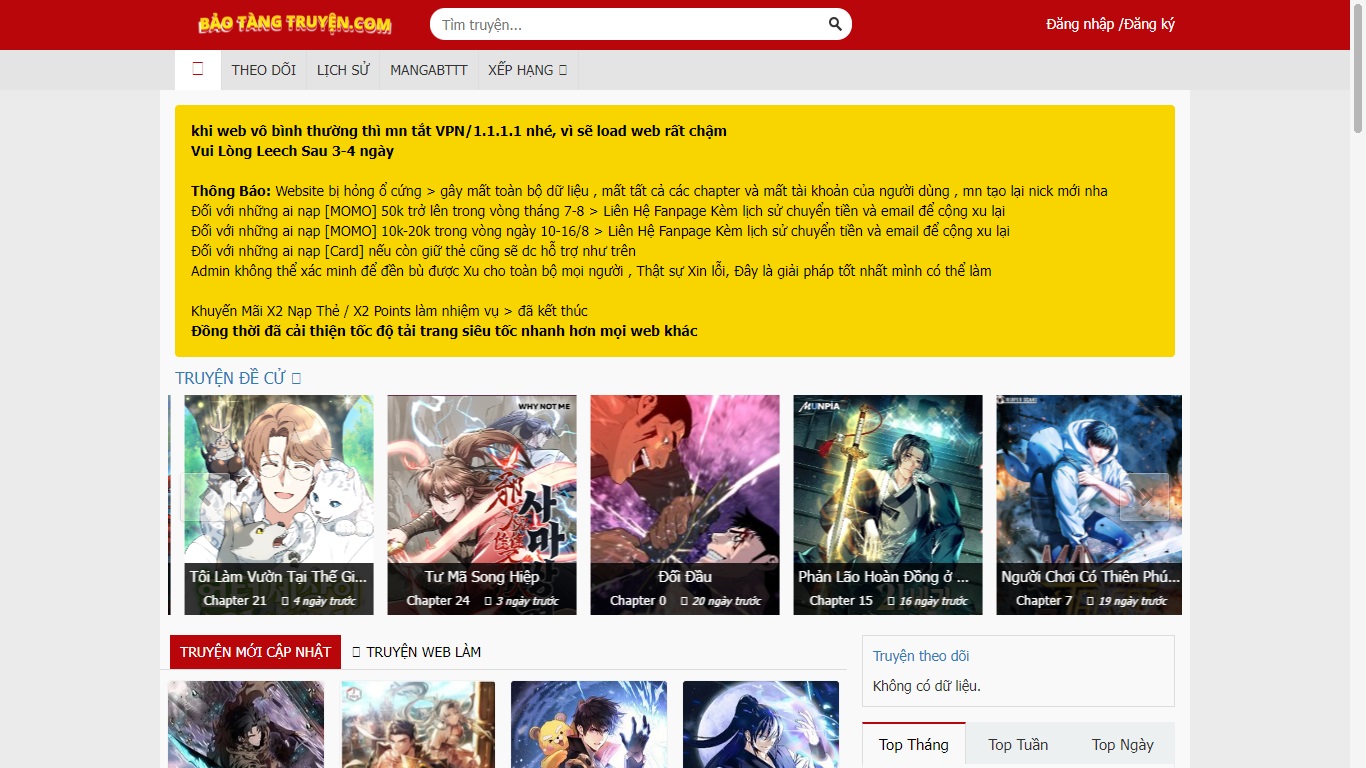 BẢO TÀNG TRUYỆN.COM
Tìm truyện...
Đăng nhập /Đăng ký
THEO DÕI
LỊCH SỬ
MANGABTTT
XẾP HẠNG
khi web vô bình thường thì mn tắt VPN/1.1.1.1 nhé, vì sẽ load web rất chậm
Vui Lòng Leech Sau 3-4 ngày
Thông Báo: Website bị hỏng ổ cứng > gây mất toàn bộ dữ liệu , mất tất cả các chapter và mất tài khoản của người dùng , mn tạo lại nick mới nha
Đối với những ai nạp [MOMO] 50k trở lên trong vòng tháng 7-8 > Liên Hệ Fanpage Kèm lịch sử chuyển tiền và email để cộng xu lại
Đối với những ai nạp [MOMO] 10k-20k trong vòng ngày 10-16/8 > Liên Hệ Fanpage Kèm lịch sử chuyển tiền và email để cộng xu lại
Đối với những ai nạp [Card] nếu còn giữ thẻ cũng sẽ dc hỗ trợ như trên
Admin không thể xác minh để đền bù được Xu cho toàn bộ mọi người , Thật sự Xin lỗi, Đây là giải pháp tốt nhất mình có thể làm
Khuyến Mãi X2 Nạp Thẻ / X2 Points làm nhiệm vụ > đã kết thúc
Đồng thời đã cải thiện tốc độ tải trang siêu tốc nhanh hơn mọi web khác
TRUYỆN ĐỀ CỬ
WHY NOT ME
邪魔雙
사마쌍
MUNPIA
Tôi Làm Vườn Tại Thế Gi...
Chapter 21 4 ngày trước
Tư Mã Song Hiệp
Chapter 24 3 ngày trước
Đối Đầu
Chapter 0 20 ngày trước
Phản Lão Hoàn Đồng ở ...
Chapter 15 16 ngày trước
Người Chơi Có Thiên Phú...
Chapter 7 19 ngày trước
TRUYỆN MỚI CẬP NHẬT
TRUYỆN WEB LÀM
Truyện theo dõi
Không có dữ liệu.
Top Tháng
Top Tuần
Top Ngày